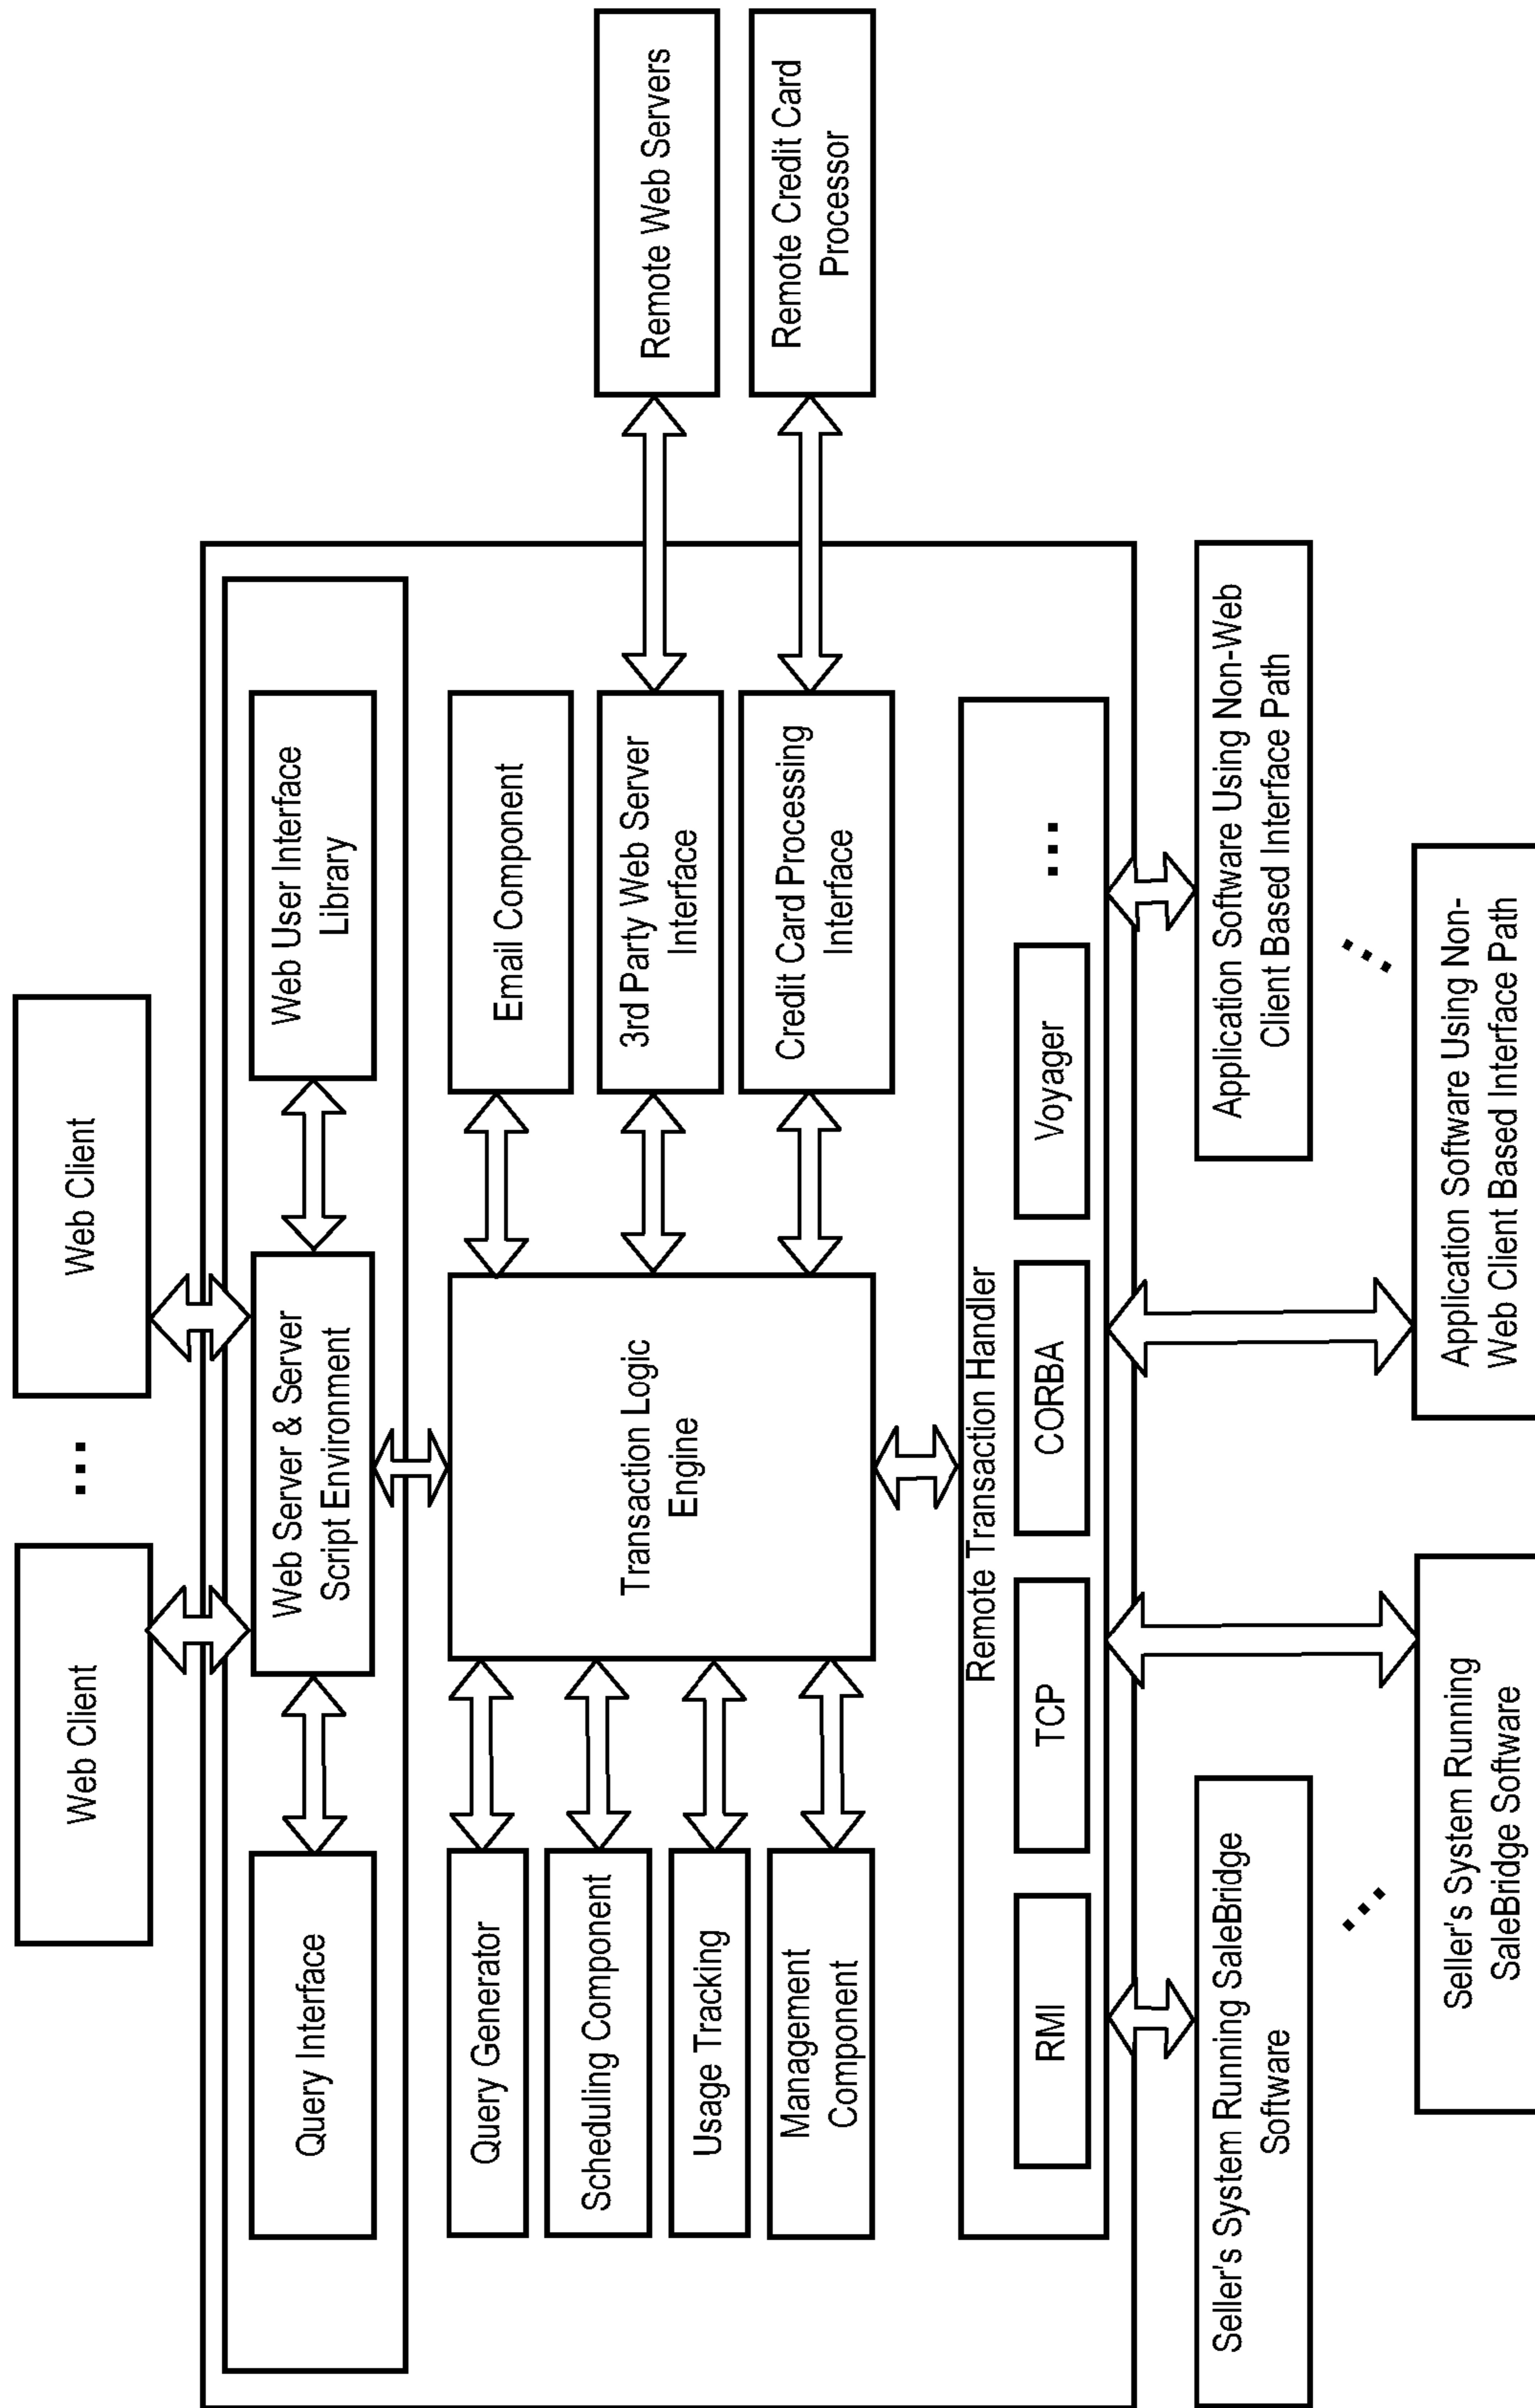 Web Client
...
Web Client
Query Interface
Web Server & Server
Script Environment
Web User Interface
Library
Query Generator
Scheduling Component
Usage Tracking
Management
Component
Transaction Logic
Engine
Email Component
3rd Party Web Server
Interface
Credit Card Processing
Interface
Remote Web Servers
Remote Credit Card
Processor
Remote Transaction Handler
RMI
TCP
CORBA
Voyager
...
Seller's System Running SaleBridge
Software
...
Seller's System Running
SaleBridge Software
Application Software Using Non-Web
Client Based Interface Path
...
Application Software Using Non-
Web Client Based Interface Path